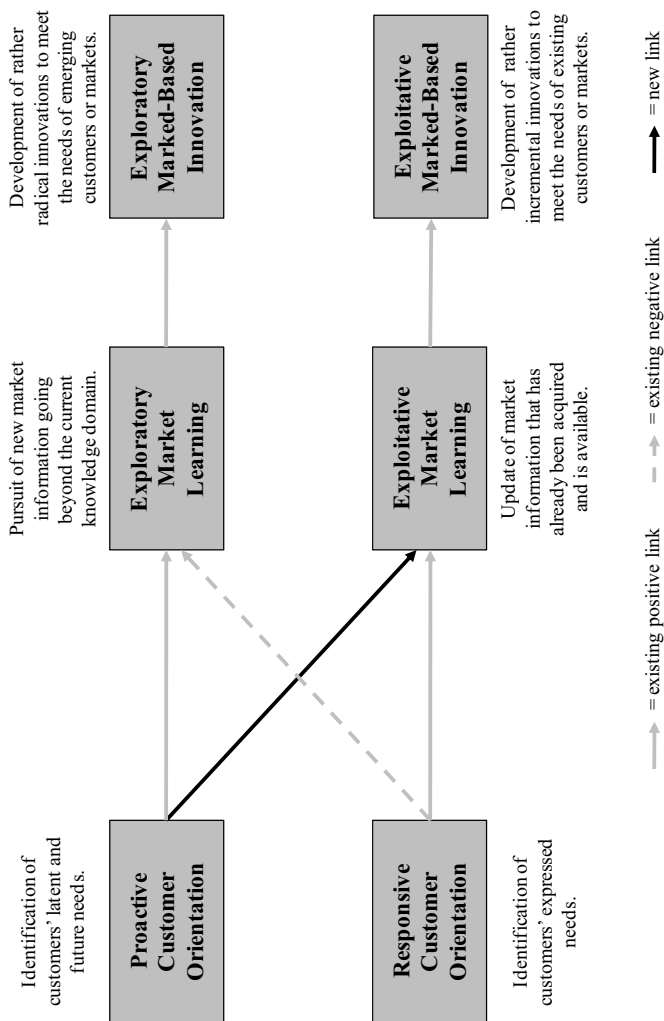 Identification of
customers’ latent and
future needs.
Proactive
Customer
Orientation
Pursuit of new market
information going
beyond the current
knowledge domain.
Exploratory
Market
Learning
Development of rather
radical innovations to meet
the needs of emerging
customers or markets.
Exploratory
Marked-Based
Innovation
Responsive
Customer
Orientation
Identification of
customers’ expressed
needs.
Exploitative
Market
Learning
Update of market
information that has
already been acquired
and is available.
Exploitative
Marked-Based
Innovation
Development of rather
incremental innovations to
meet the needs of existing
customers or markets.
= existing positive link
= existing negative link
= new link